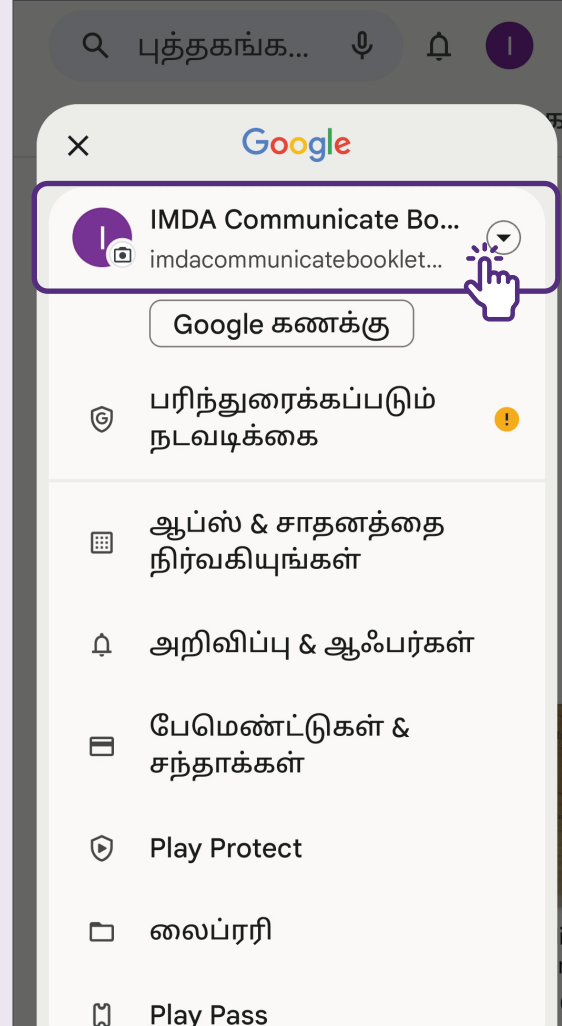 புத்தகங்க... I
Google
I IMDA Communicate Bo...
imdacommunicatebooklet...
Google கணக்கு
பரிந்துரைக்கப்படும்
நடவடிக்கை
ஆப்ஸ் & சாதனத்தை
நிர்வகியுங்கள்
அறிவிப்பு & ஆஃபர்கள்
பேமெண்ட்டுகள் &
சந்தாக்கள்
Play Protect
லைப்ரரி
Play Pass